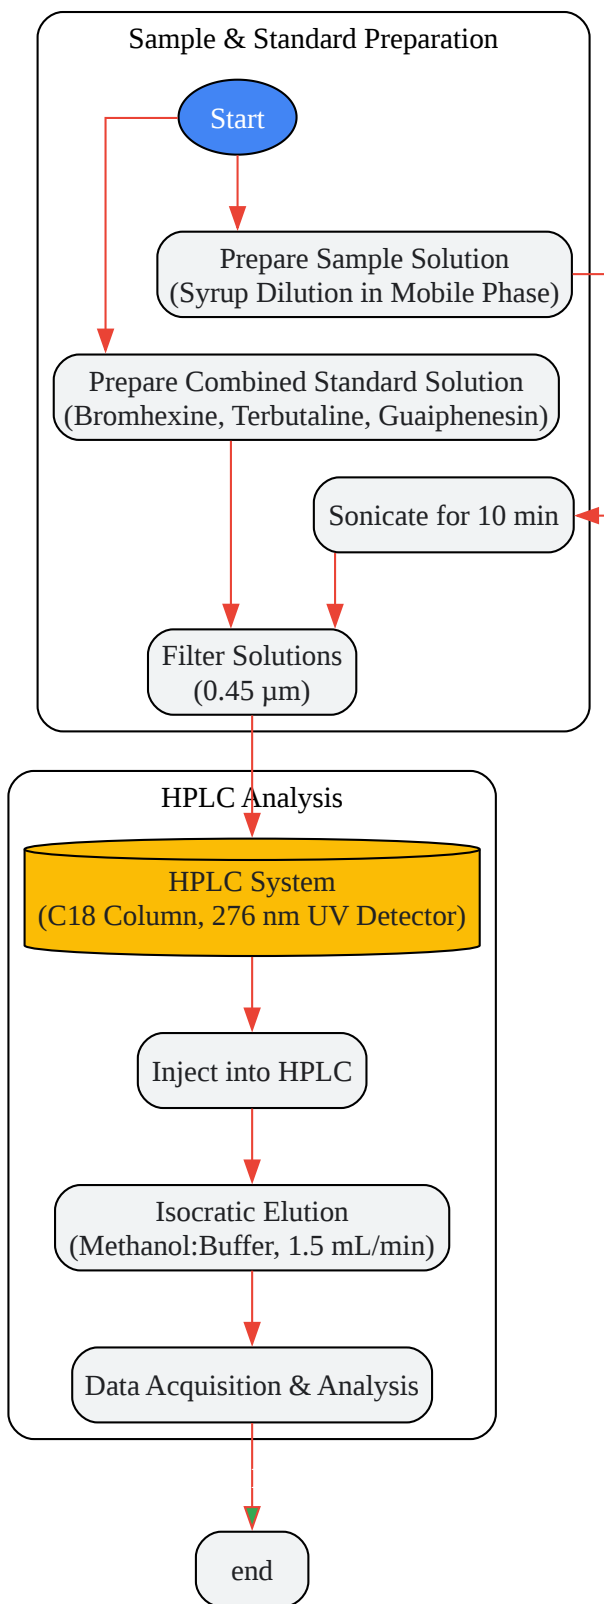 Sample & Standard Preparation
Start
Prepare Sample Solution
(Syrup Dilution in Mobile Phase)
Prepare Combined Standard Solution
(Bromhexine, Terbutaline, Guaiphenesin)
Sonicate for 10 min
Filter Solutions
(0.45 µm)
HPLC Analysis
HPLC System
(C18 Column, 276 nm UV Detector)
Inject into HPLC
Isocratic Elution
(Methanol:Buffer, 1.5 mL/min)
Data Acquisition & Analysis
end